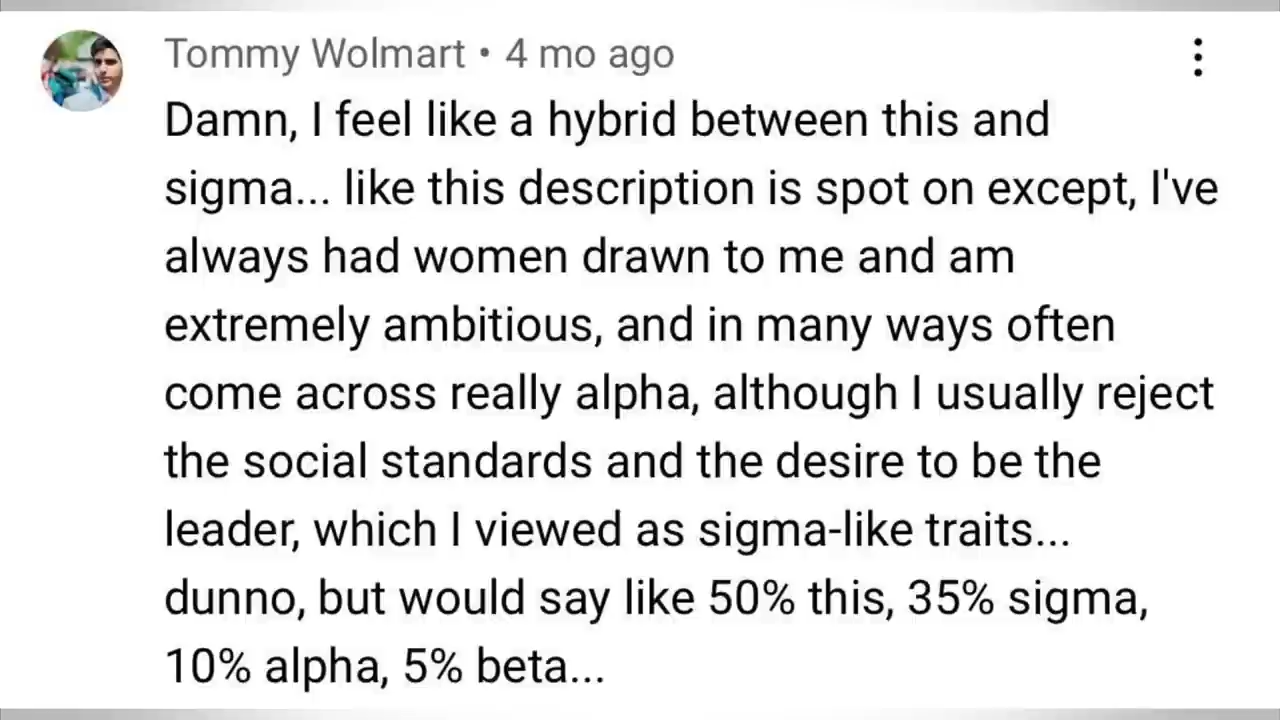 Tommy Wolmart • 4 mo ago
Damn, I feel like a hybrid between this and
sigma... like this description is spot on except, I've
always had women drawn to me and am
extremely ambitious, and in many ways often
come across really alpha, although I usually reject
the social standards and the desire to be the
leader, which I viewed as sigma-like traits...
dunno, but would say like 50% this, 35% sigma,
10% alpha, 5% beta...